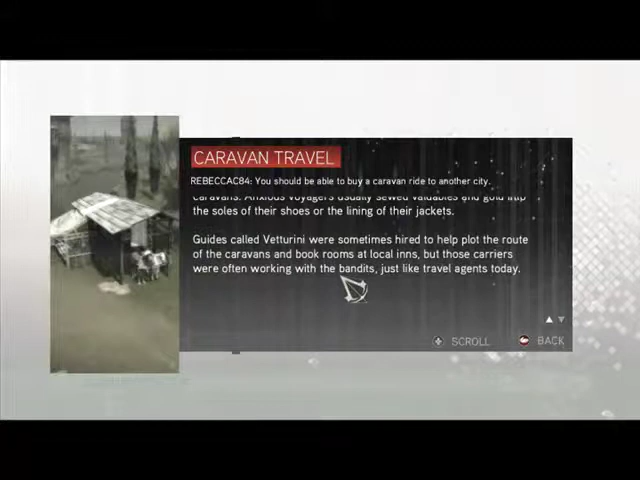 CARAVAN TRAVEL
REBECCAC84: You should be able to buy a caravan ride to another city.
caravans. Anxious voyagers usually sewed valuables and gold into
the soles of their shoes or the lining of their jackets.
Guides called Vetturini were sometimes hired to help plot the route
of the caravans and book rooms at local inns, but those carriers
were often working with the bandits, just like travel agents today.
SCROLL
BACK